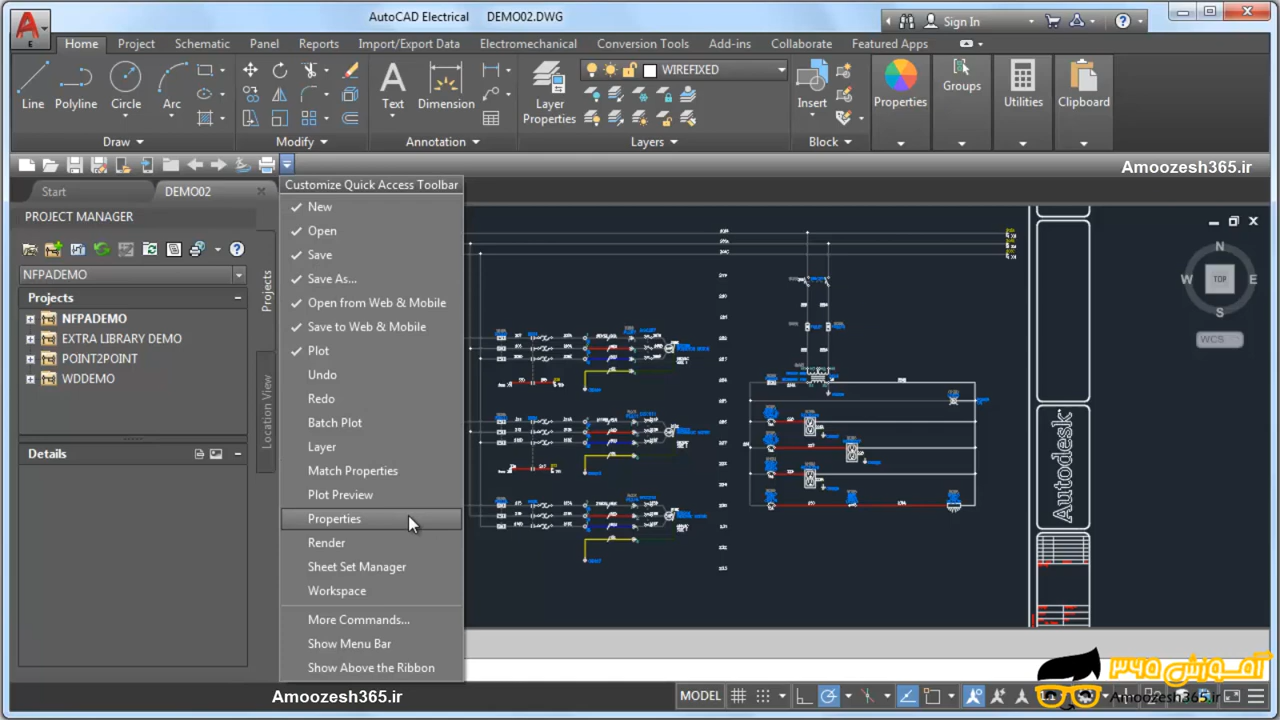 AutoCAD Electrical DEMO02.DWG
Sign In
Home Project Schematic Panel Reports Import/Export Data Electromechanical Conversion Tools Add-ins Collaborate Featured Apps
WIREFIXED
Line Polyline Circle Arc Text Dimension Layer Properties Insert Properties Groups Utilities Clipboard
Draw Modify Annotation Layers Block
Amoozesh365.ir
Start DEMO02
Customize Quick Access Toolbar
PROJECT MANAGER
NFPADEMO
Projects
NFPADEMO
EXTRA LIBRARY DEMO
POINT2POINT
WDDEMO
Details
Projects
Location View
New
Open
Save
Save As...
Open from Web & Mobile
Save to Web & Mobile
Plot
Undo
Redo
Batch Plot
Layer
Match Properties
Plot Preview
Properties
Render
Sheet Set Manager
Workspace
More Commands...
Show Menu Bar
Show Above the Ribbon
N
W TOP E
S
WCS
Autodesk
آموزش ۳۶۵
Amoozesh365.ir
Amoozesh365.ir
MODEL